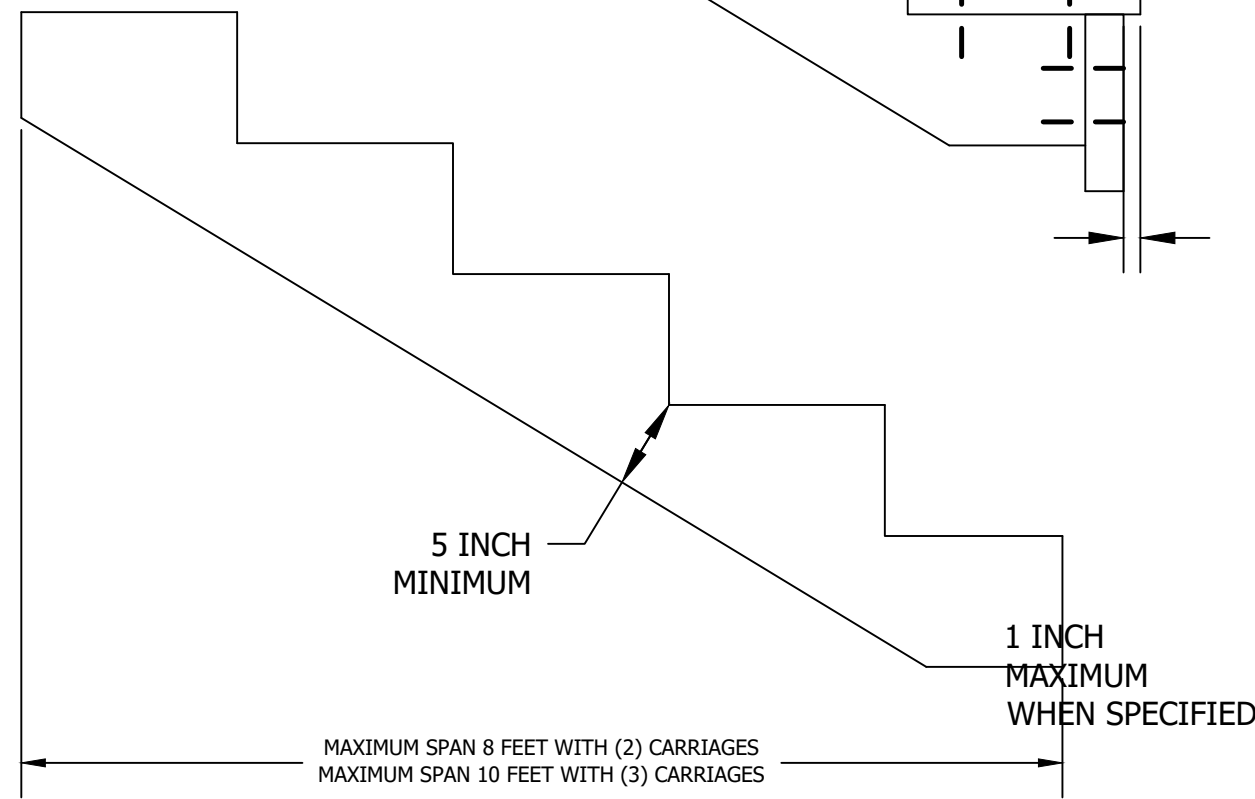 5 INCH
MINIMUM
1 INCH
MAXIMUM
WHEN SPECIFIED
MAXIMUM SPAN 8 FEET WITH (2) CARRIAGES
MAXIMUM SPAN 10 FEET WITH (3) CARRIAGES